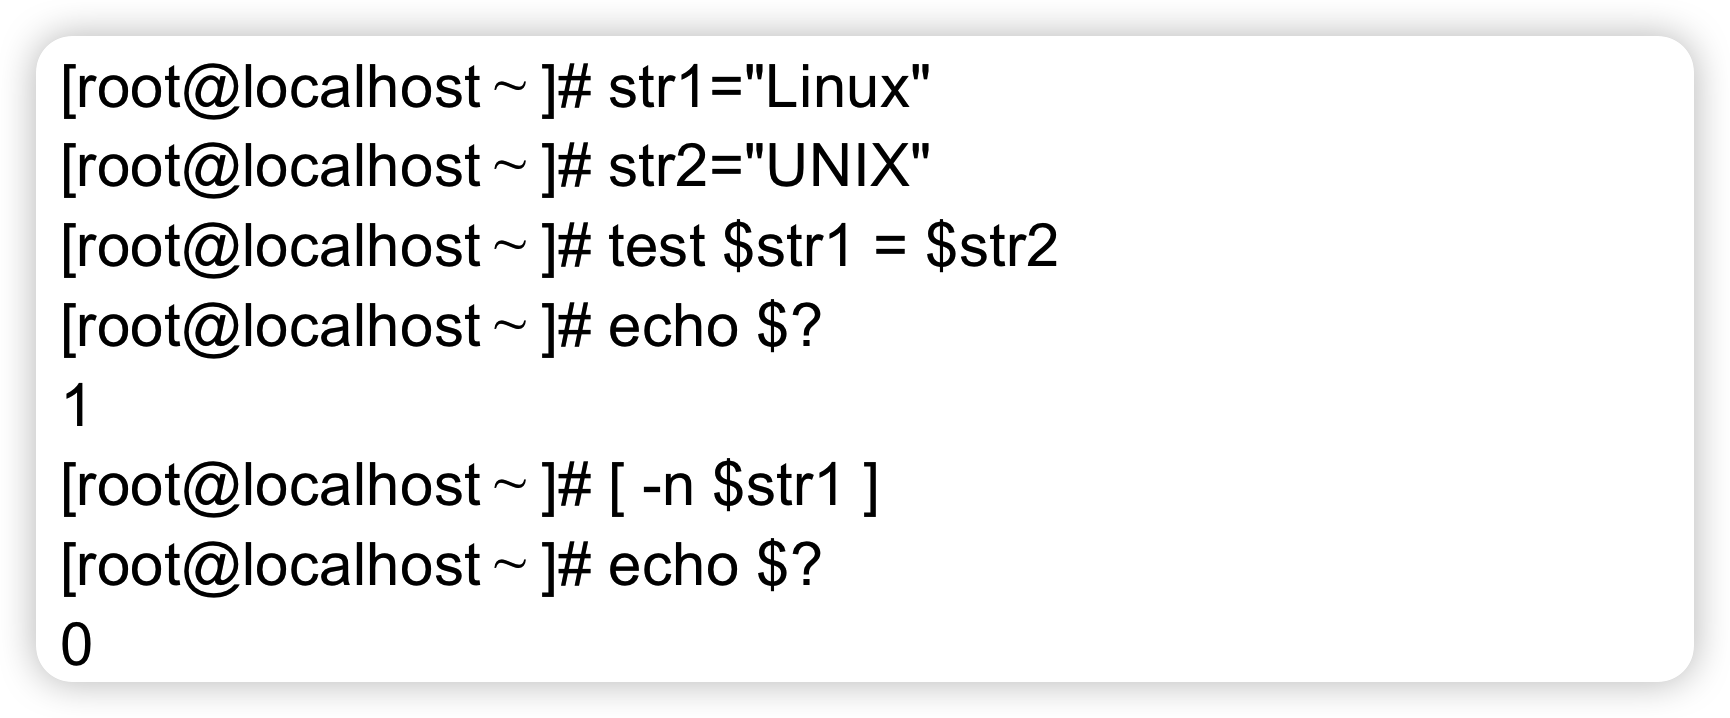 [root@localhost ~ ]# str1="Linux"
[root@localhost ~ ]# str2="UNIX"
[root@localhost ~ ]# test $str1 = $str2
[root@localhost ~ ]# echo $?
1
[root@localhost ~ ]# [ -n $str1 ]
[root@localhost ~ ]# echo $?
0